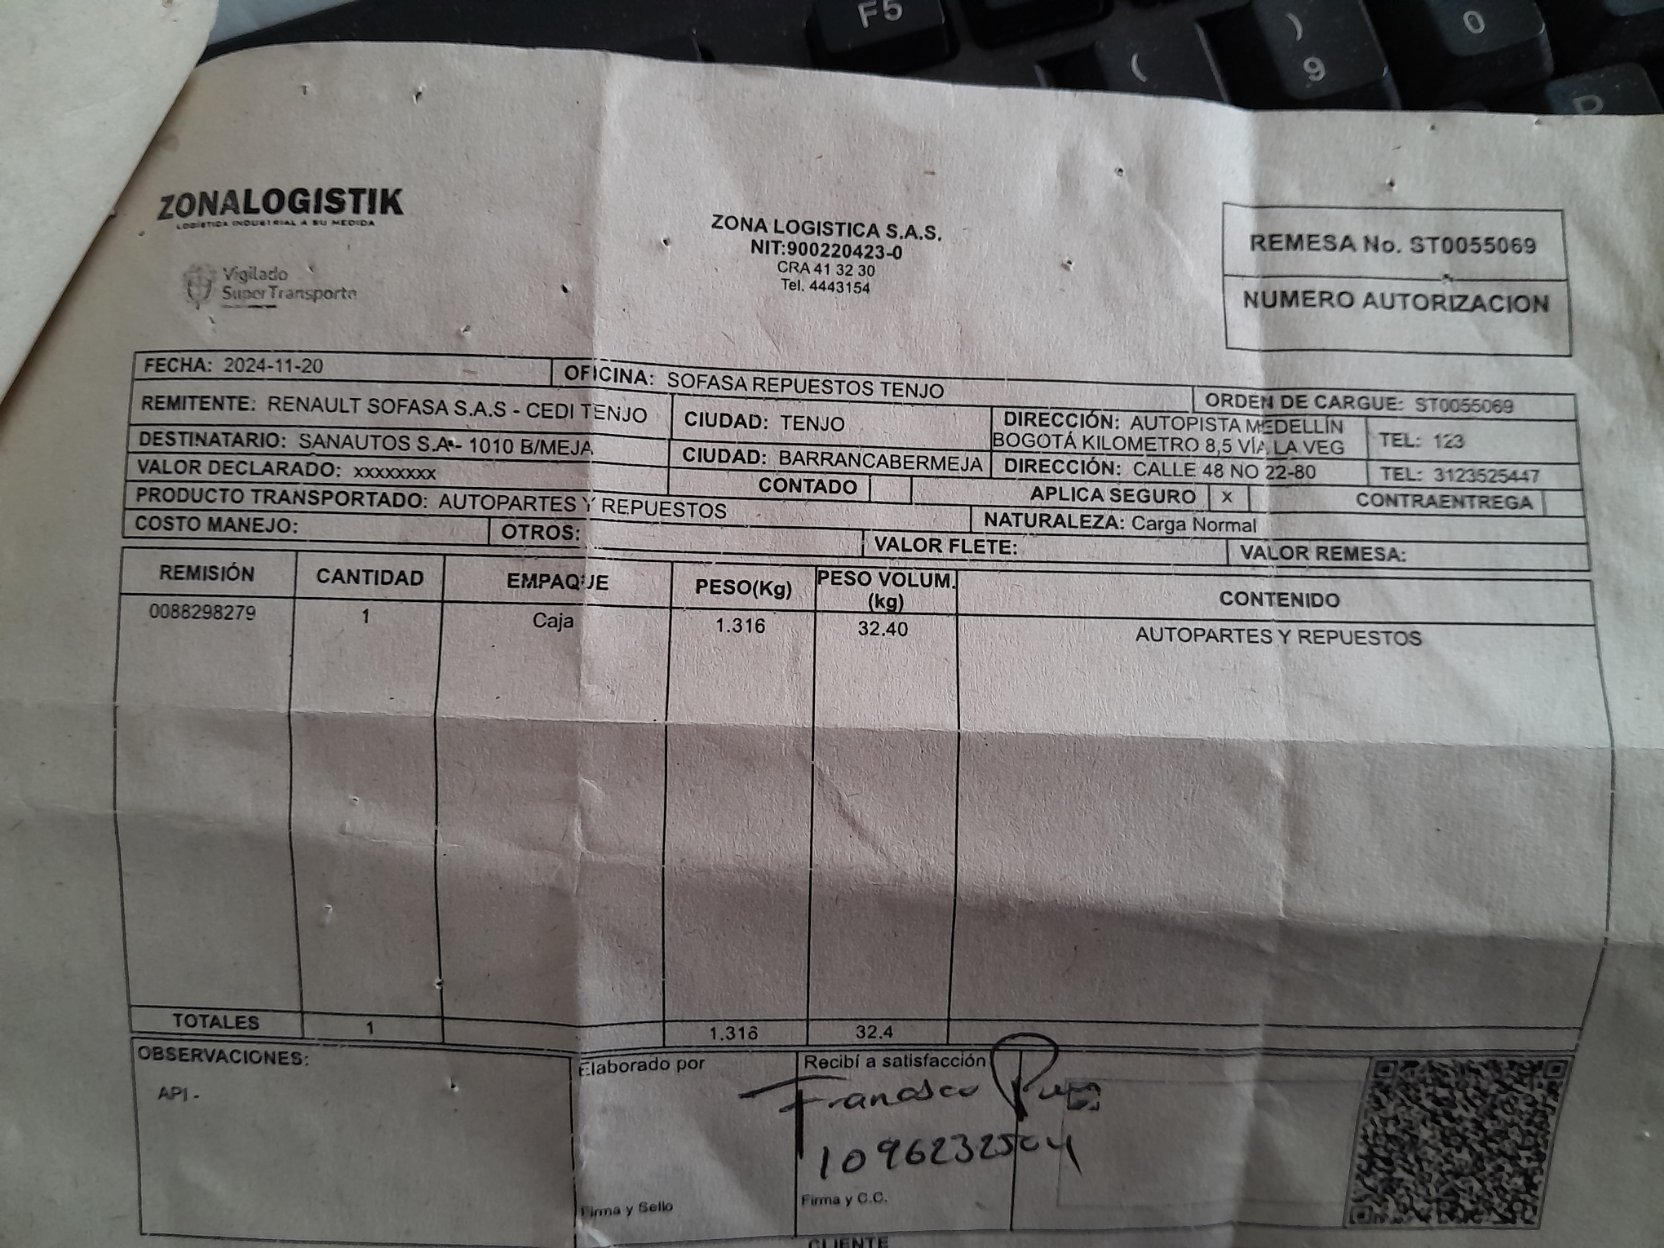 F5
(
)
9
0
P
ZONALOGISTIK
LOGÍSTICA INDUSTRIAL A SU MEDIDA
Vigilado
SuperTransporte
ZONA LOGISTICA S.A.S.
NIT:900220423-0
CRA 41 32 30
Tel. 4443154
REMESA No. ST0055069
NUMERO AUTORIZACION
FECHA: 2024-11-20 OFICINA: SOFASA REPUESTOS TENJO ORDEN DE CARGUE: ST0055069
REMITENTE: RENAULT SOFASA S.A.S - CEDI TENJO CIUDAD: TENJO DIRECCIÓN: AUTOPISTA MEDELLÍN BOGOTÁ KILOMETRO 8,5 VÍA LA VEG TEL: 123
DESTINATARIO: SANAUTOS S.A.- 1010 B/MEJA CIUDAD: BARRANCABERMEJA DIRECCIÓN: CALLE 48 NO 22-80 TEL: 3123525447
VALOR DECLARADO: xxxxxxxx CONTADO APLICA SEGURO x CONTRAENTREGA
PRODUCTO TRANSPORTADO: AUTOPARTES Y REPUESTOS NATURALEZA: Carga Normal
COSTO MANEJO: OTROS: VALOR FLETE: VALOR REMESA:
REMISIÓN CANTIDAD EMPAQUE PESO(Kg) PESO VOLUM.(kg) CONTENIDO
0088298279 1 Caja 1.316 32.40 AUTOPARTES Y REPUESTOS
TOTALES 1 1.316 32.4
OBSERVACIONES:
API -
Elaborado por
Firma y Sello
Recibí a satisfacción
Francisco
1096232504
Firma y C.C.
CLIENTE